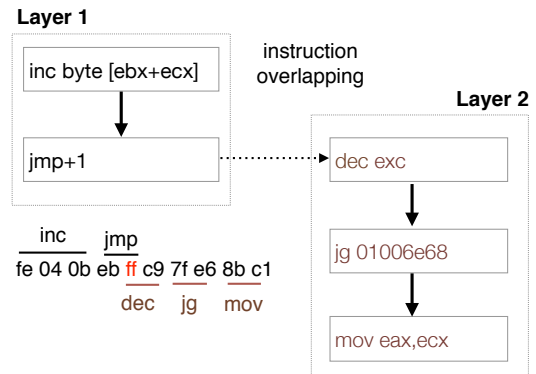 Layer 1
inc byte [ebx+ecx]
jmp+1
instruction
overlapping
Layer 2
dec exc
jg 01006e68
mov eax,ecx
inc jmp
fe 04 0b eb ff c9 7f e6 8b c1
dec jg mov